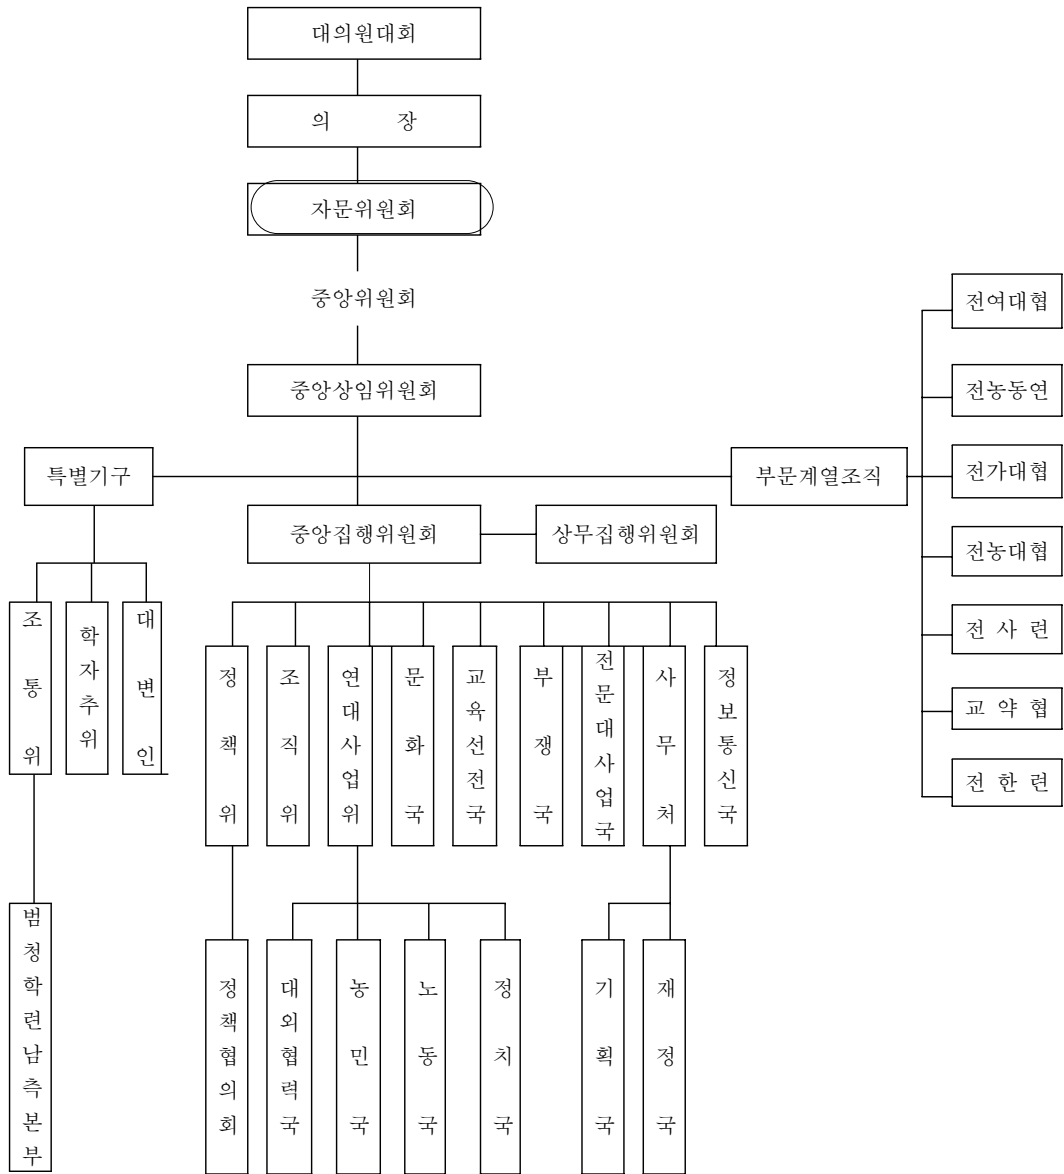 대의원대회
의 장
자문위원회
중앙위원회
전여대협
중앙상임위원회
전농동연
특별기구
부문계열조직
전가대협
중앙집행위원회
상무집행위원회
전농대협
조통위
학자추위
대변인
전 사 련
교 약 협
전 한 련
정책위
조직위
연대사업위
문화국
교육선전국
부쟁국
전문대사업국
사무처
정보통신국
범청학련남측본부
정책협의회
대외협력국
농민국
노동국
정치국
기획국
재정국